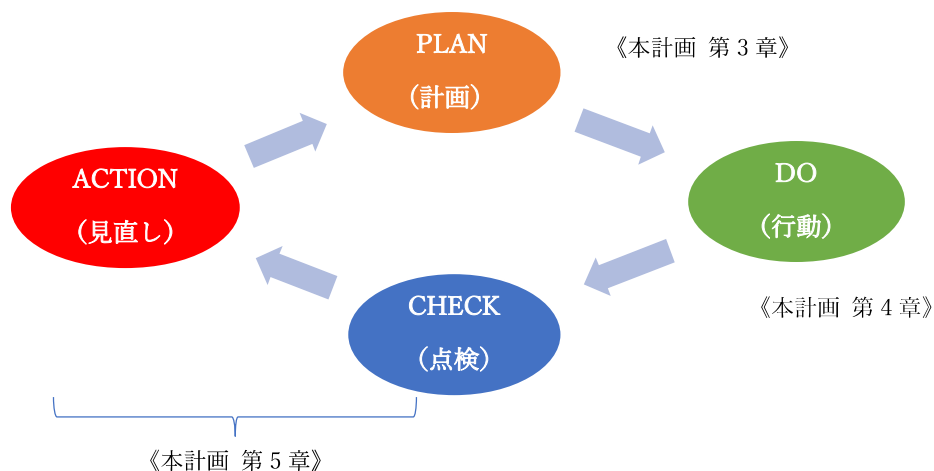 PLAN
（計画）
《本計画 第３章》
DO
（行動）
《本計画 第４章》
CHECK
（点検）
ACTION
（見直し）
《本計画 第５章》